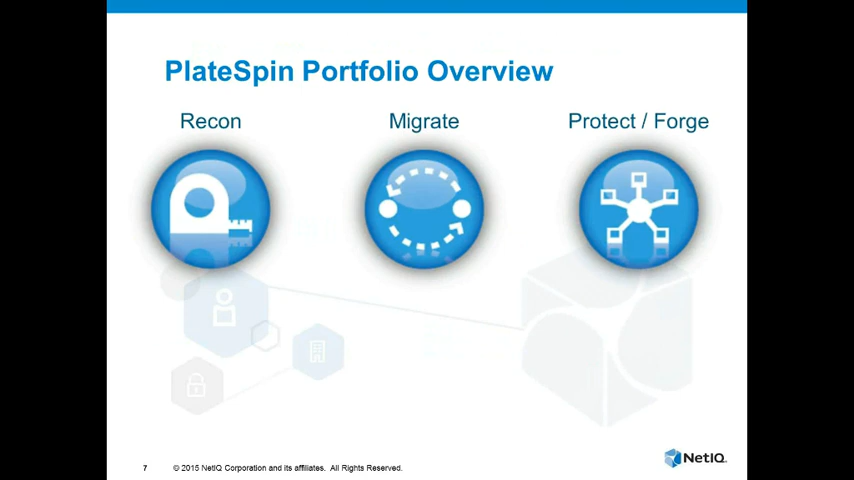 PlateSpin Portfolio Overview
Recon
Migrate
Protect / Forge
7
© 2015 NetIQ Corporation and its affiliates. All Rights Reserved.
NetIQ.